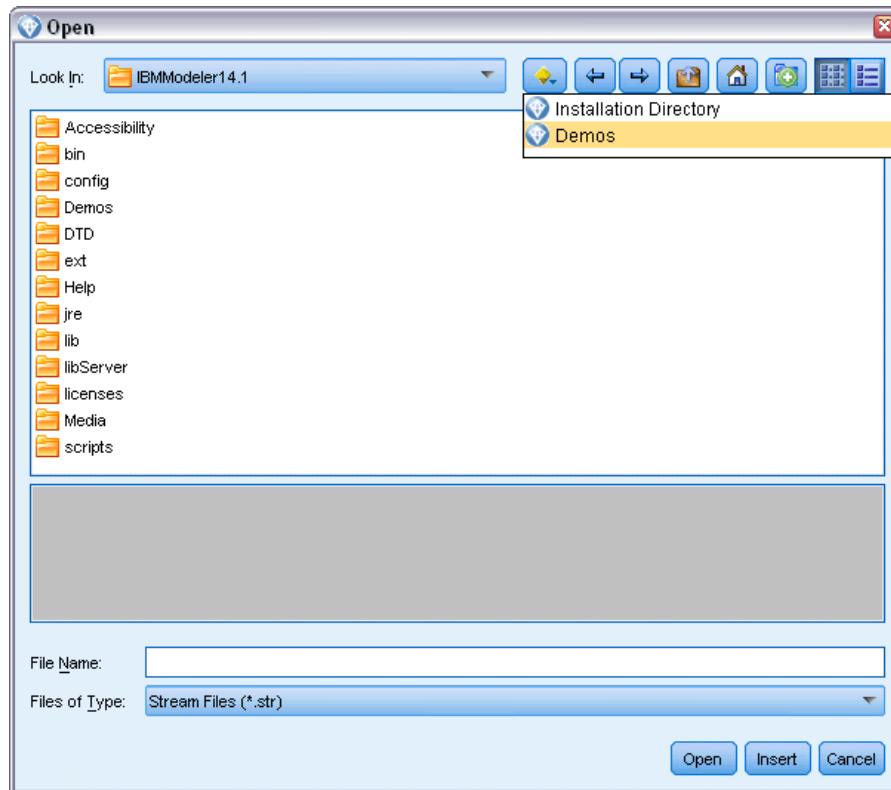 Open
Look In: IBMModeler14.1
Installation Directory
Demos
Accessibility
bin
config
Demos
DTD
ext
Help
jre
lib
libServer
licenses
Media
scripts
File Name:
Files of Type: Stream Files (*.str)
Open Insert Cancel